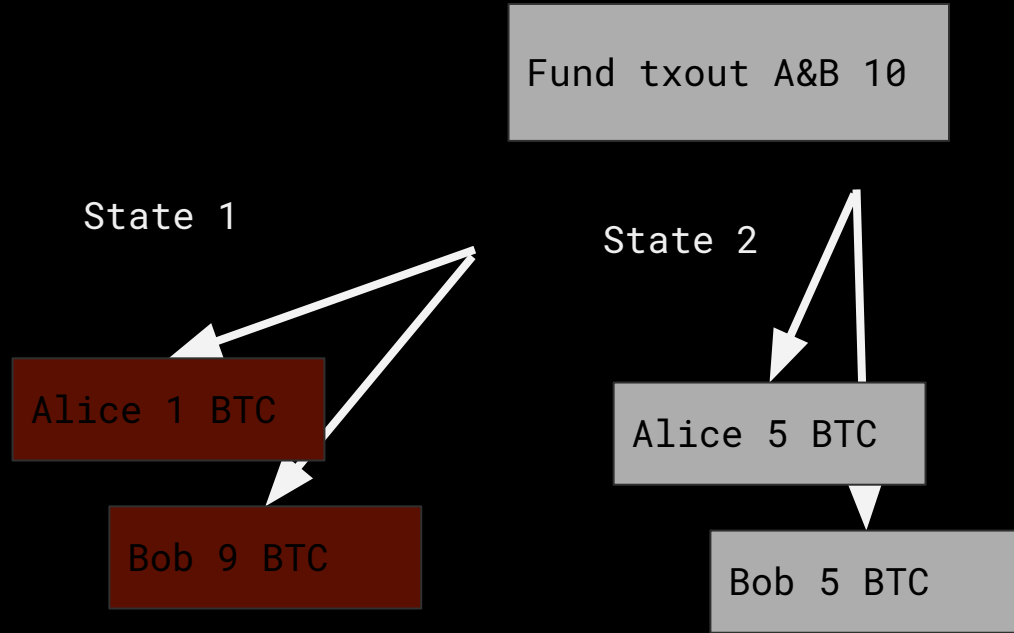 Fund txout A&B 10
State 1
State 2
Alice 1 BTC
Alice 5 BTC
Bob 9 BTC
Bob 5 BTC